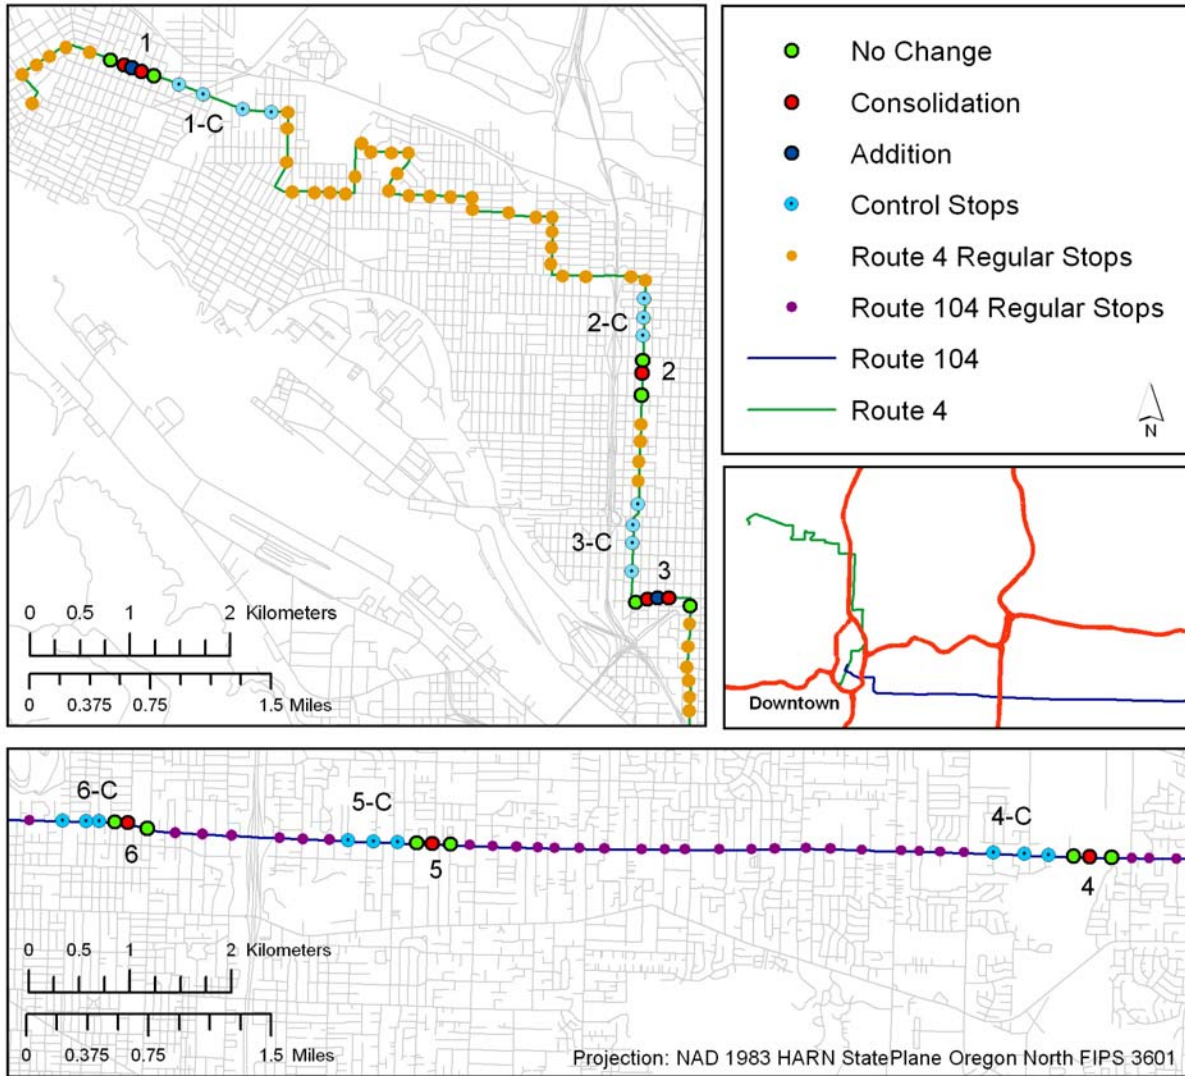 1
1-C
2-C
2
3-C
3
0 0.5 1 2 Kilometers
0 0.375 0.75 1.5 Miles
No Change
Consolidation
Addition
Control Stops
Route 4 Regular Stops
Route 104 Regular Stops
Route 104
Route 4
N
Downtown
6-C
5-C
4-C
6
5
4
0 0.5 1 2 Kilometers
0 0.375 0.75 1.5 Miles
Projection: NAD 1983 HARN StatePlane Oregon North FIPS 3601